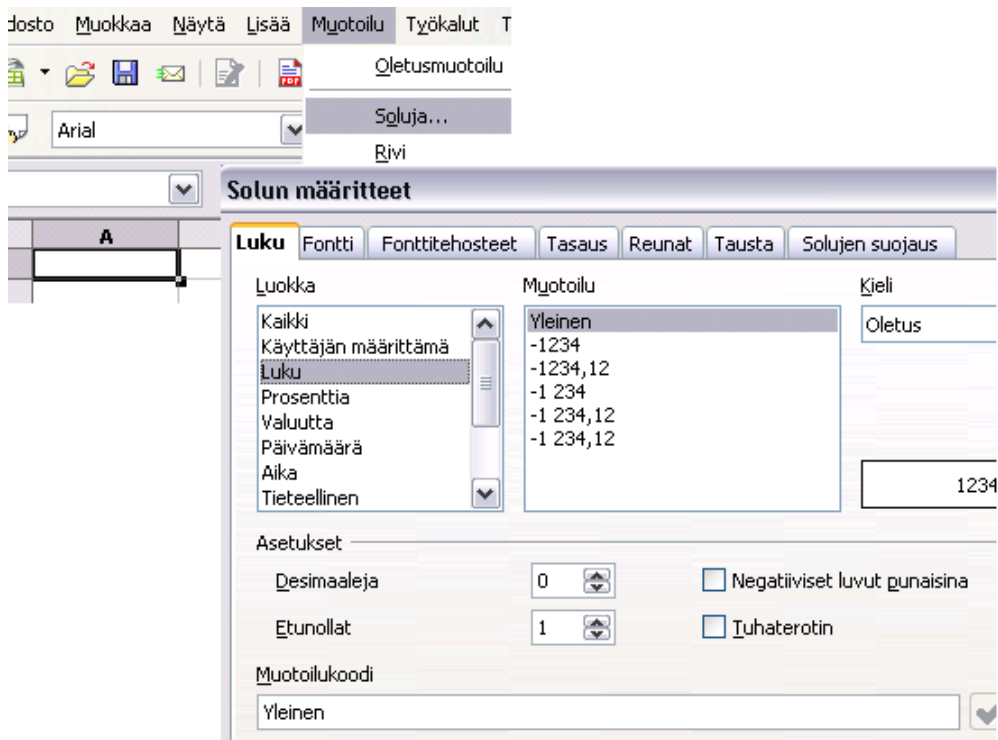 dosto Muokkaa Näytä Lisää Muotoilu Työkalut T
Oletusmuotoilu
PDF
Soluja...
Arial
Rivi
Solun määritteet
A
Luku Fontti Fonttitehosteet Tasaus Reunat Tausta Solujen suojaus
Luokka
Kaikki
Käyttäjän määrittämä
Luku
Prosenttia
Valuutta
Päivämäärä
Aika
Tieteellinen
Muotoilu
Yleinen
-1234
-1234,12
-1 234
-1 234,12
-1 234,12
Kieli
Oletus
1234
Asetukset
Desimaaleja 0 Negatiiviset luvut punaisina
Etunollat 1 Tuhaterotin
Muotoilukoodi
Yleinen